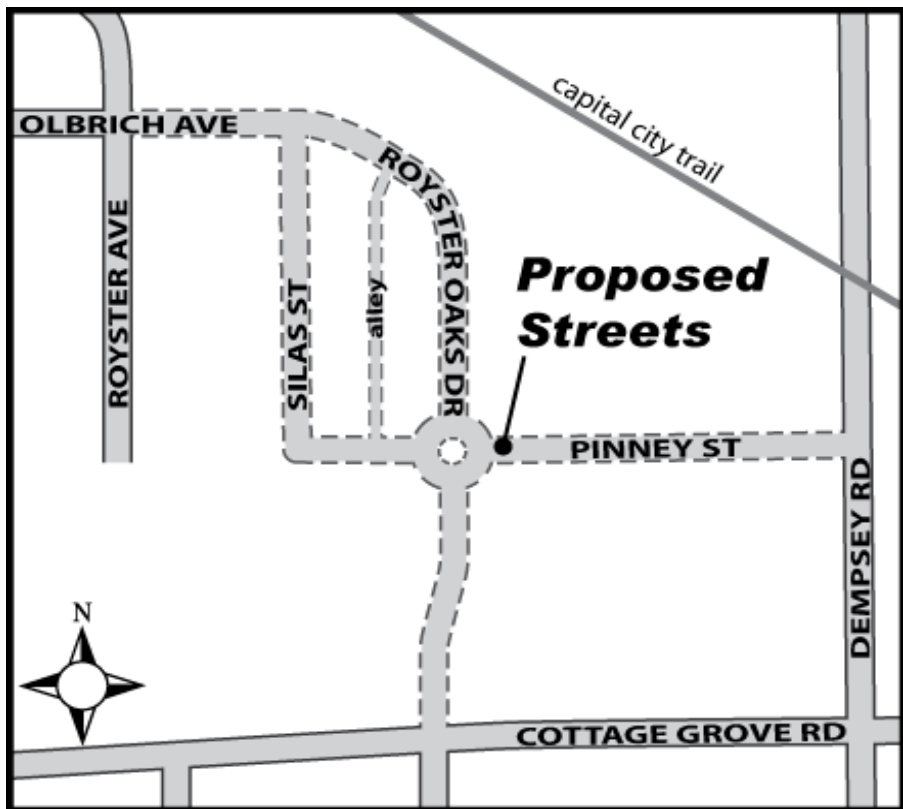 capital city trail
OLBRICH AVE
ROYSTER OAKS DR
ROYSTER AVE
SILAS ST
alley
Proposed
Streets
PINNEY ST
DEMPSEY RD
N
COTTAGE GROVE RD